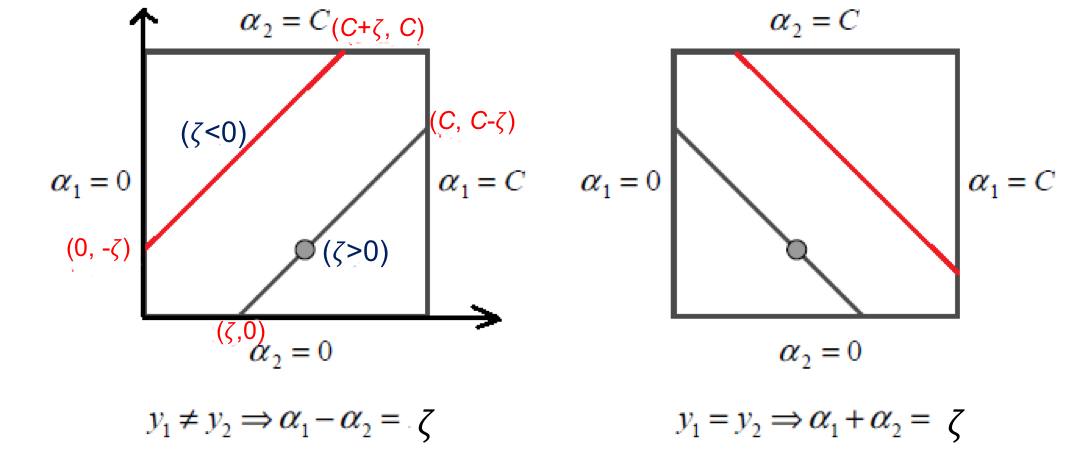 α₂ = C (C+ζ, C)
α₂ = C
(ζ<0)
(C, C-ζ)
α₁ = 0
α₁ = C
α₁ = 0
α₁ = C
(0, -ζ)
(ζ>0)
(ζ,0)
α₂ = 0
α₂ = 0
y₁ ≠ y₂ ⇒ α₁ − α₂ = ζ
y₁ = y₂ ⇒ α₁ + α₂ = ζ